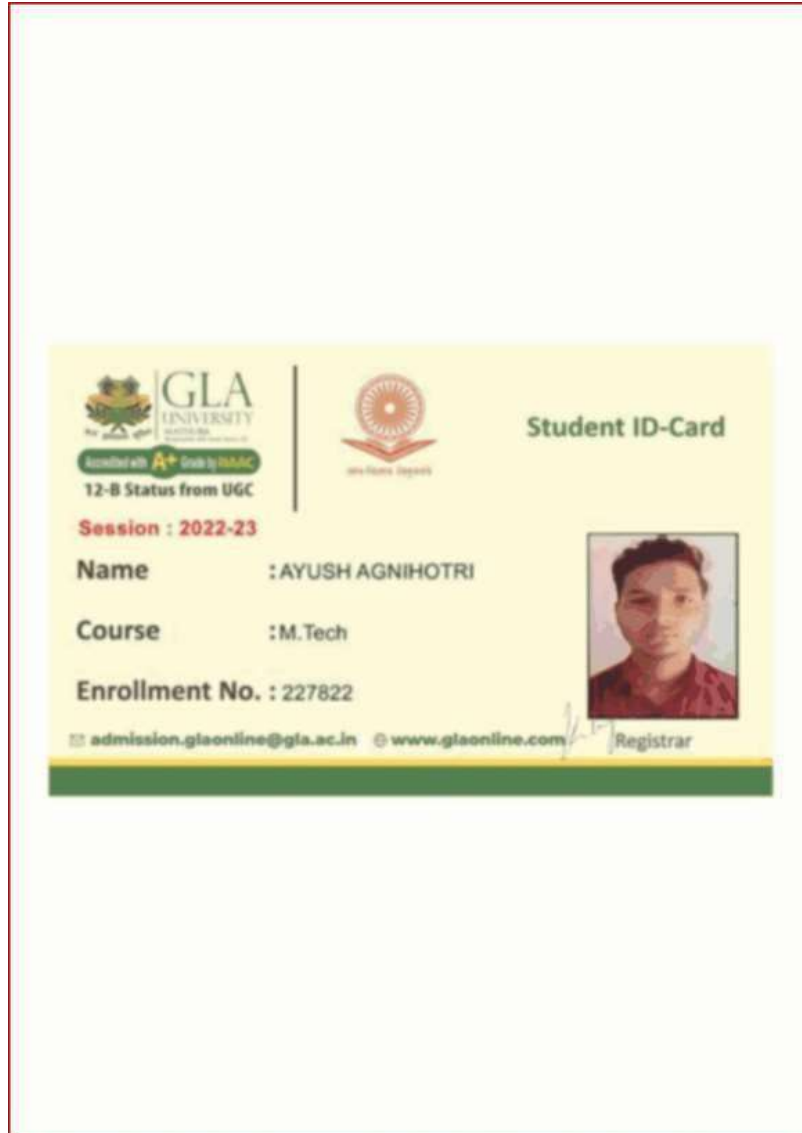 GLA
UNIVERSITY
MATHURA
Accredited with A+ Grade by NAAC
12-B Status from UGC
Student ID-Card
Session : 2022-23
Name : AYUSH AGNIHOTRI
Course : M.Tech
Enrollment No. : 227822
admission.glaonline@gla.ac.in www.glaonline.com
Registrar